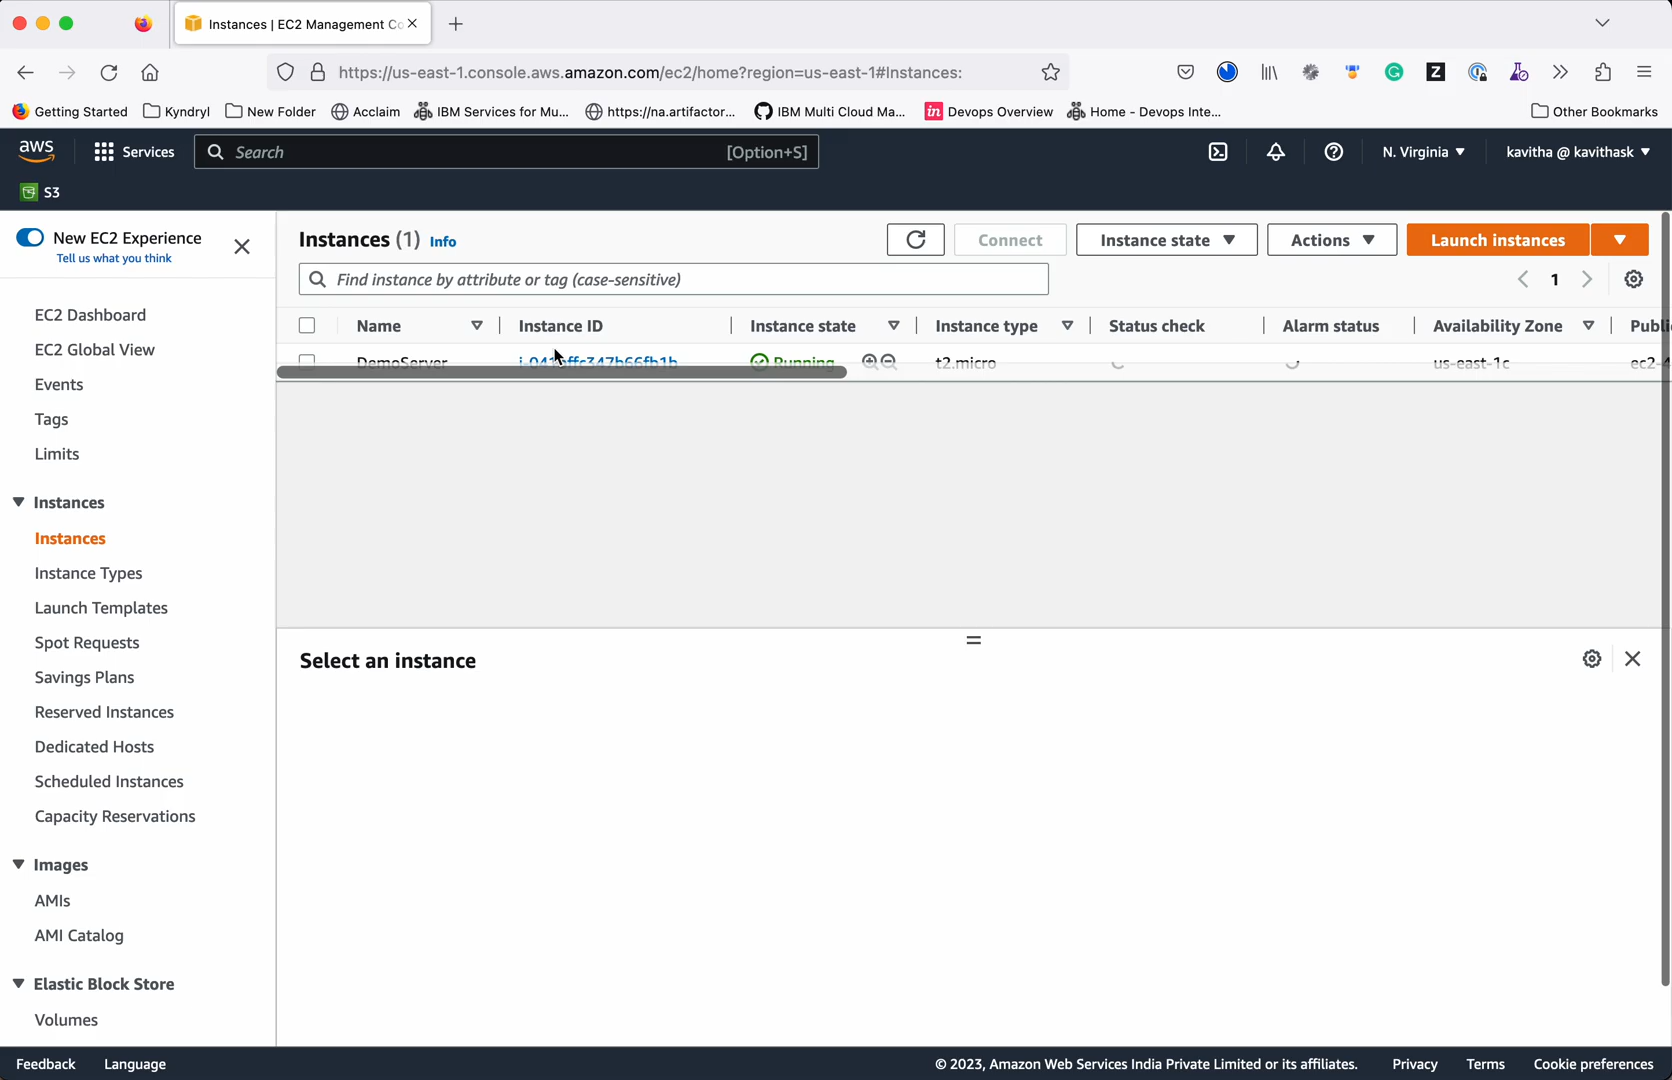 Instances | EC2 Management Co
https://us-east-1.console.aws.amazon.com/ec2/home?region=us-east-1#Instances:
Getting Started
Kyndryl
New Folder
Acclaim
IBM Services for Mu...
https://na.artifactor...
IBM Multi Cloud Ma...
Devops Overview
Home - Devops Inte...
Other Bookmarks
aws
Services
Search
[Option+S]
N. Virginia
kavitha @ kavithask
S3
New EC2 Experience
Tell us what you think
EC2 Dashboard
EC2 Global View
Events
Tags
Limits
Instances
Instances
Instance Types
Launch Templates
Spot Requests
Savings Plans
Reserved Instances
Dedicated Hosts
Scheduled Instances
Capacity Reservations
Images
AMIs
AMI Catalog
Elastic Block Store
Volumes
Instances (1) Info
Connect
Instance state
Actions
Launch instances
Find instance by attribute or tag (case-sensitive)
1
Name
Instance ID
Instance state
Instance type
Status check
Alarm status
Availability Zone
Publi
DemoServer
Running
t2.micro
us-east-1c
ec2-4
Select an instance
Feedback
Language
© 2023, Amazon Web Services India Private Limited or its affiliates.
Privacy
Terms
Cookie preferences